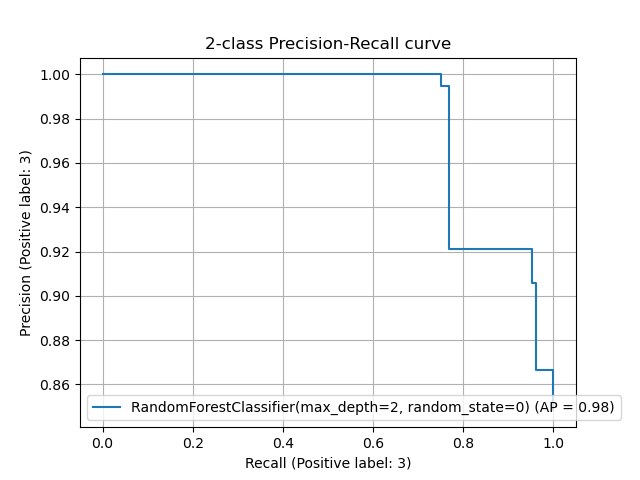 2-class Precision-Recall curve
Precision (Positive label: 3)
1.00
0.98
0.96
0.94
0.92
0.90
0.88
0.86
RandomForestClassifier(max_depth=2, random_state=0) (AP = 0.98)
0.0 0.2 0.4 0.6 0.8 1.0
Recall (Positive label: 3)